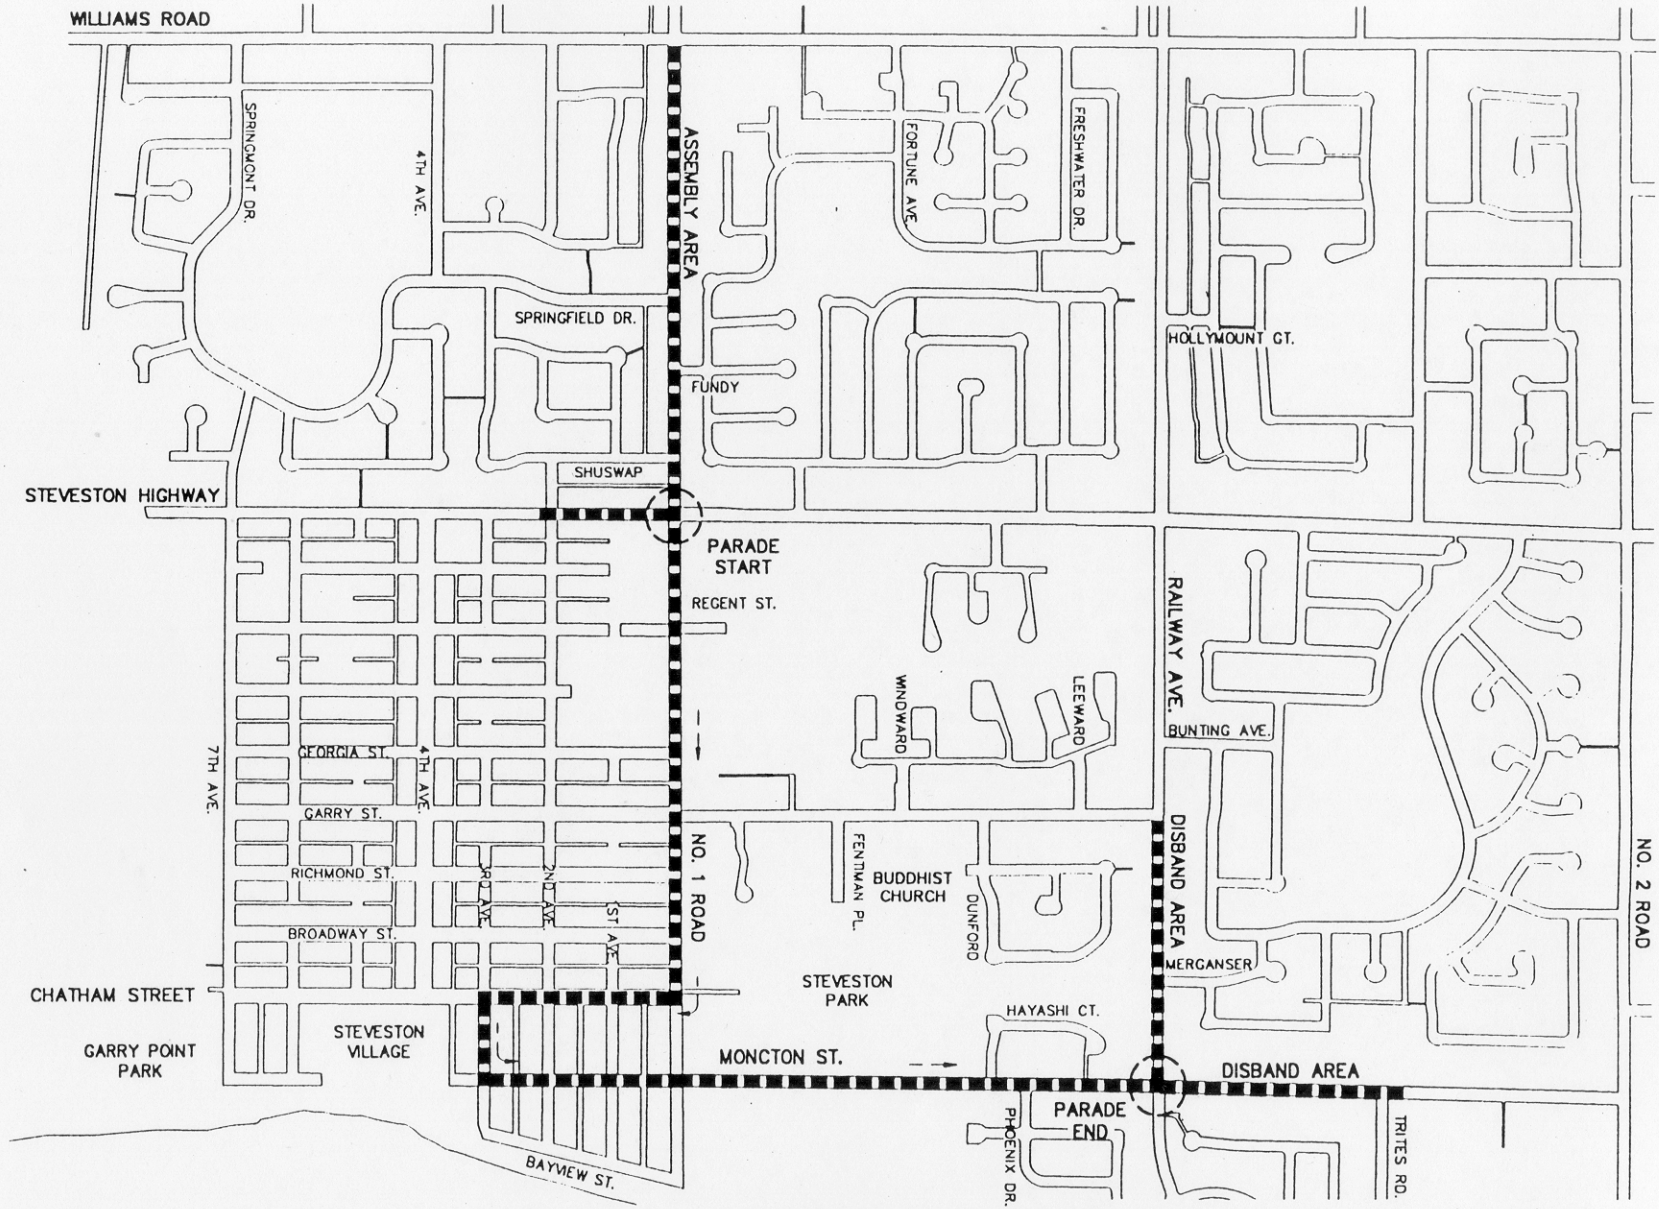 WILLIAMS ROAD
SPRINGMONT DR.
4TH AVE.
ASSEMBLY AREA
FORTUNE AVE.
FRESHWATER DR.
SPRINGFIELD DR.
HOLLYMOUNT GT.
FUNDY
SHUSWAP
STEVESTON HIGHWAY
PARADE
START
REGENT ST.
RAILWAY AVE.
WINDWARD
LEEWARD
BUNTING AVE.
7TH AVE.
GEORGIA ST.
4TH AVE.
GARRY ST.
NO. 1 ROAD
FENTIMAN PL.
BUDDHIST
CHURCH
DUNFORD
DISBAND AREA
NO. 2 ROAD
RICHMOND ST.
3RD AVE.
2ND AVE.
1ST AVE.
BROADWAY ST.
MERGANSER
CHATHAM STREET
STEVESTON
PARK
HAYASHI CT.
STEVESTON
VILLAGE
GARRY POINT
PARK
MONCTON ST.
DISBAND AREA
PARADE
END
PHOENIX DR.
TRITES RD.
BAYVIEW ST.